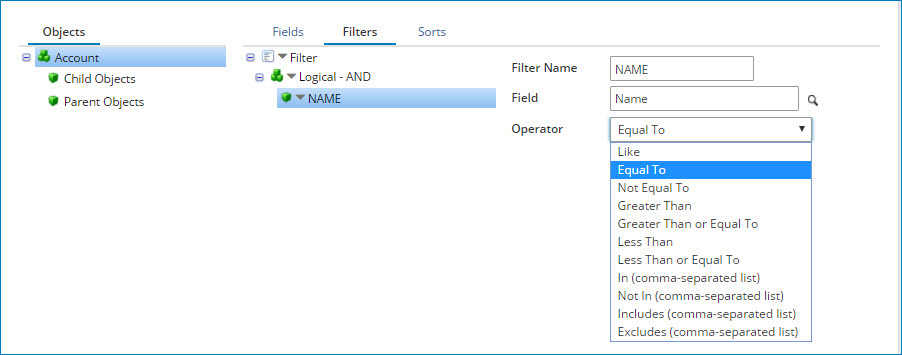 Objects
Account
Child Objects
Parent Objects
Fields Filters Sorts
Filter
Logical - AND
NAME
Filter Name NAME
Field Name
Operator Equal To
Like
Equal To
Not Equal To
Greater Than
Greater Than or Equal To
Less Than
Less Than or Equal To
In (comma-separated list)
Not In (comma-separated list)
Includes (comma-separated list)
Excludes (comma-separated list)